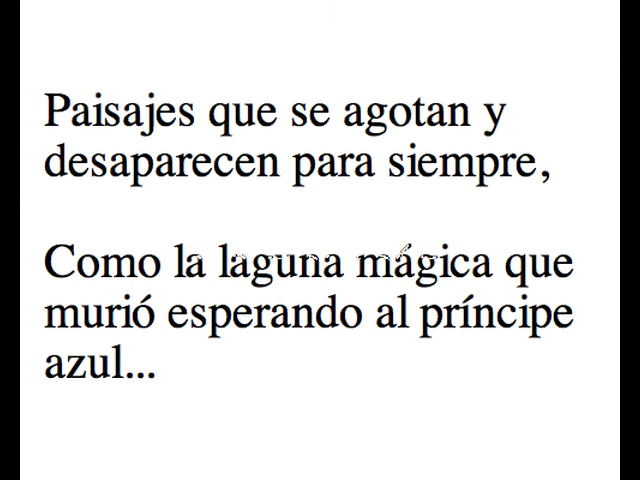 Paisajes que se agotan y
desaparecen para siempre,
Como la laguna mágica que
murió esperando al príncipe
azul...